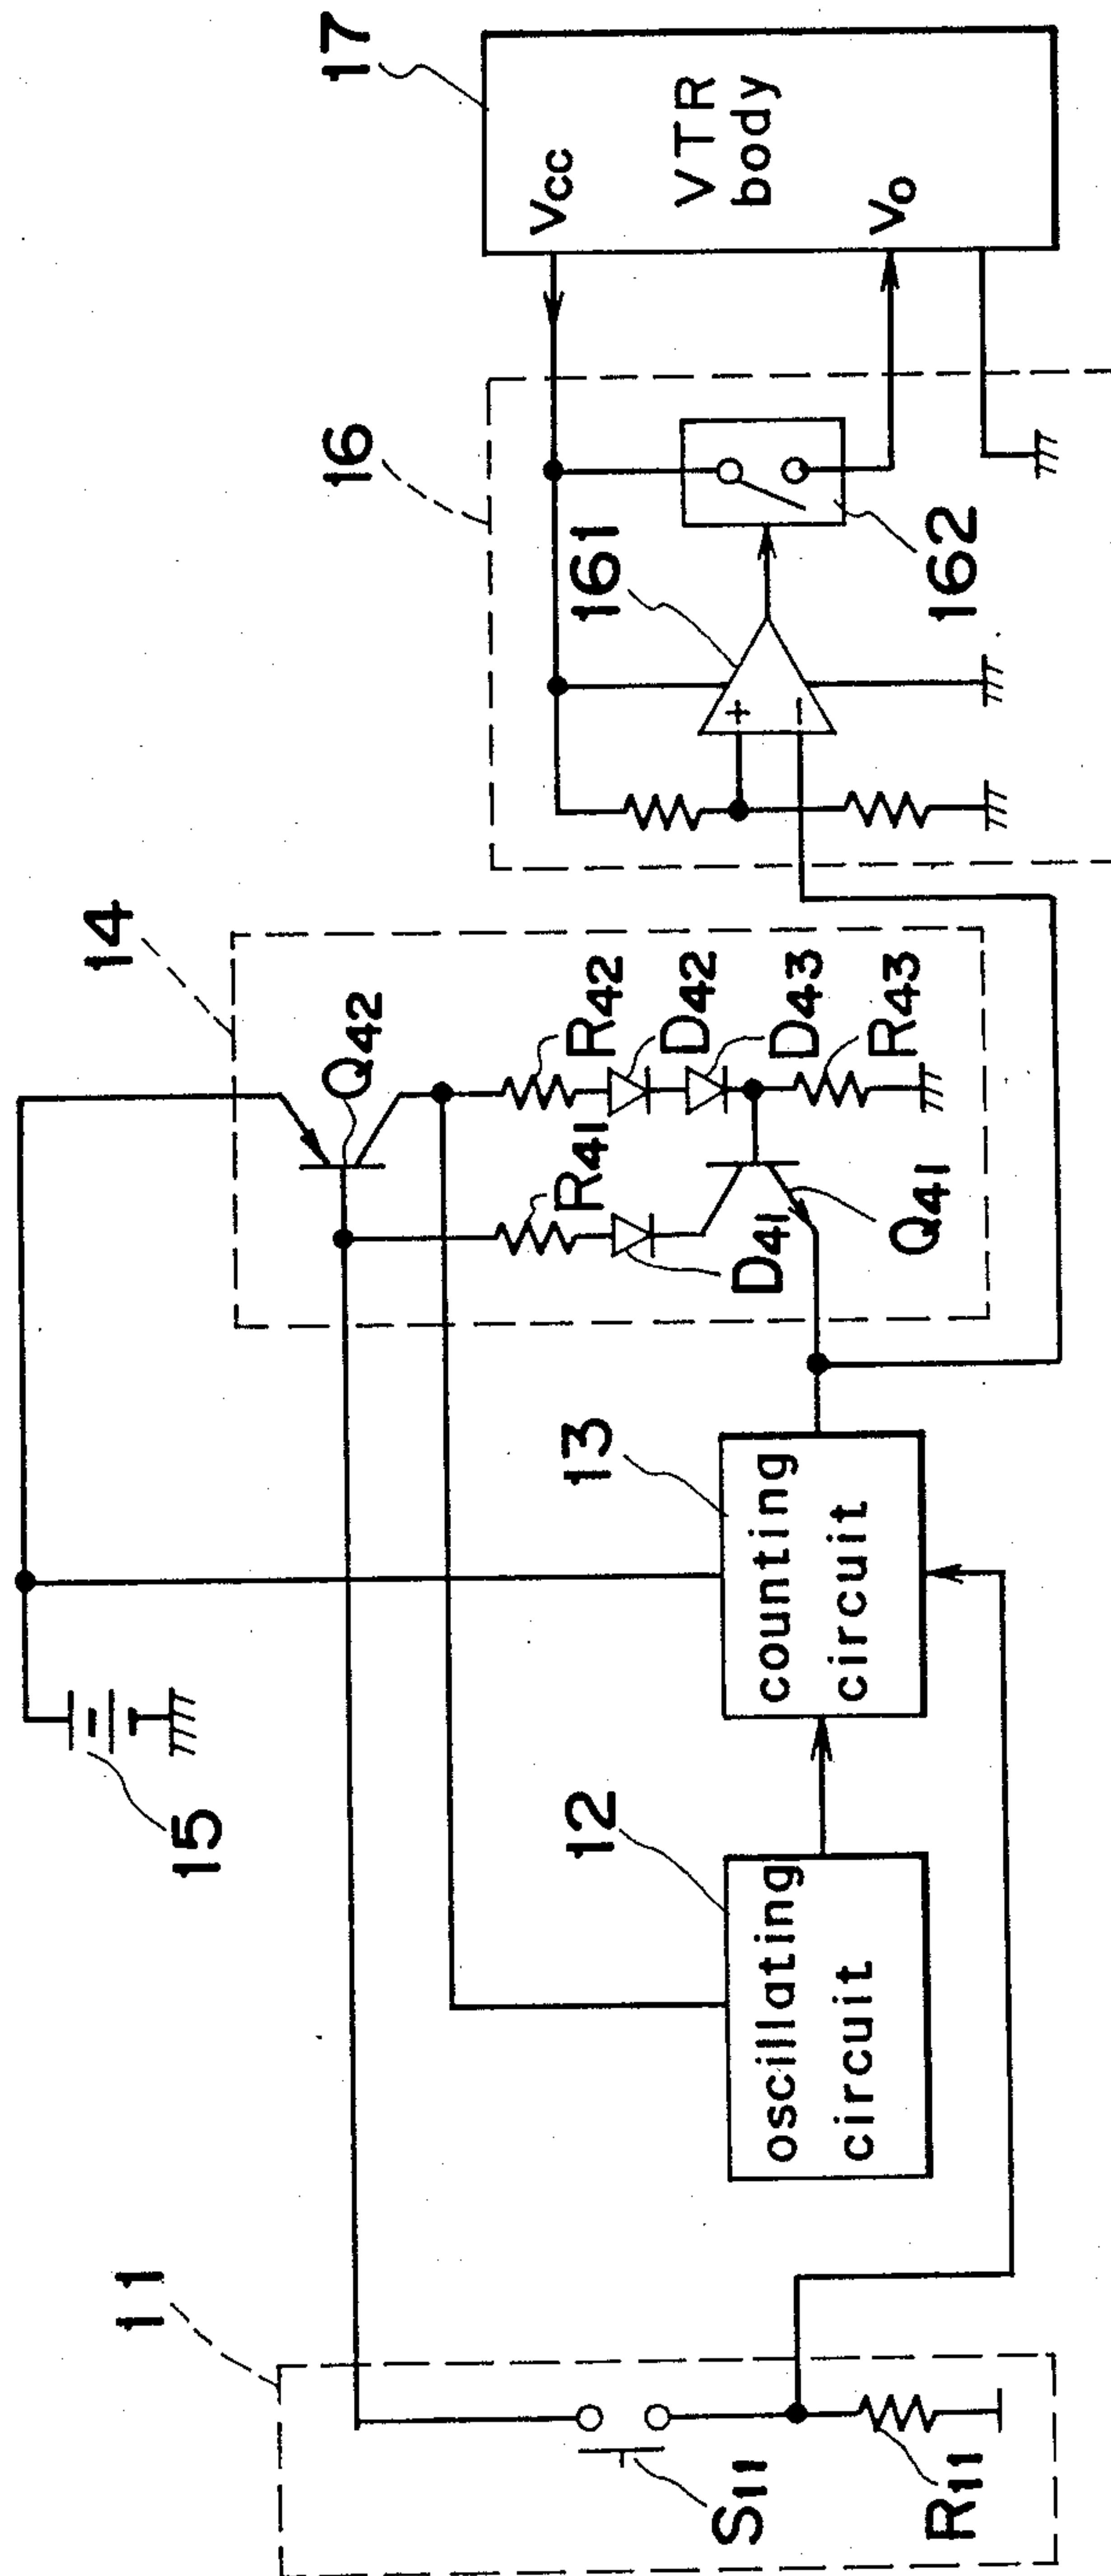 11
S11
R11
12
oscillating
circuit
13
counting
circuit
15
14
Q42
R41
D41
Q41
R42
D42
D43
R43
16
161
+
−
162
17
Vcc
VTR
body
Vo